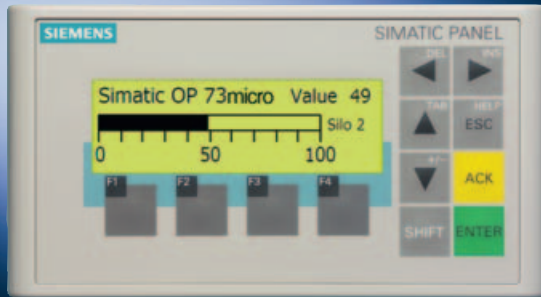 SIEMENS
SIMATIC PANEL
Simatic OP 73micro Value 49
Silo 2
0 50 100
DEL INS
TAB HELP
ESC
+/-
ACK
F1 F2 F3 F4
SHIFT ENTER